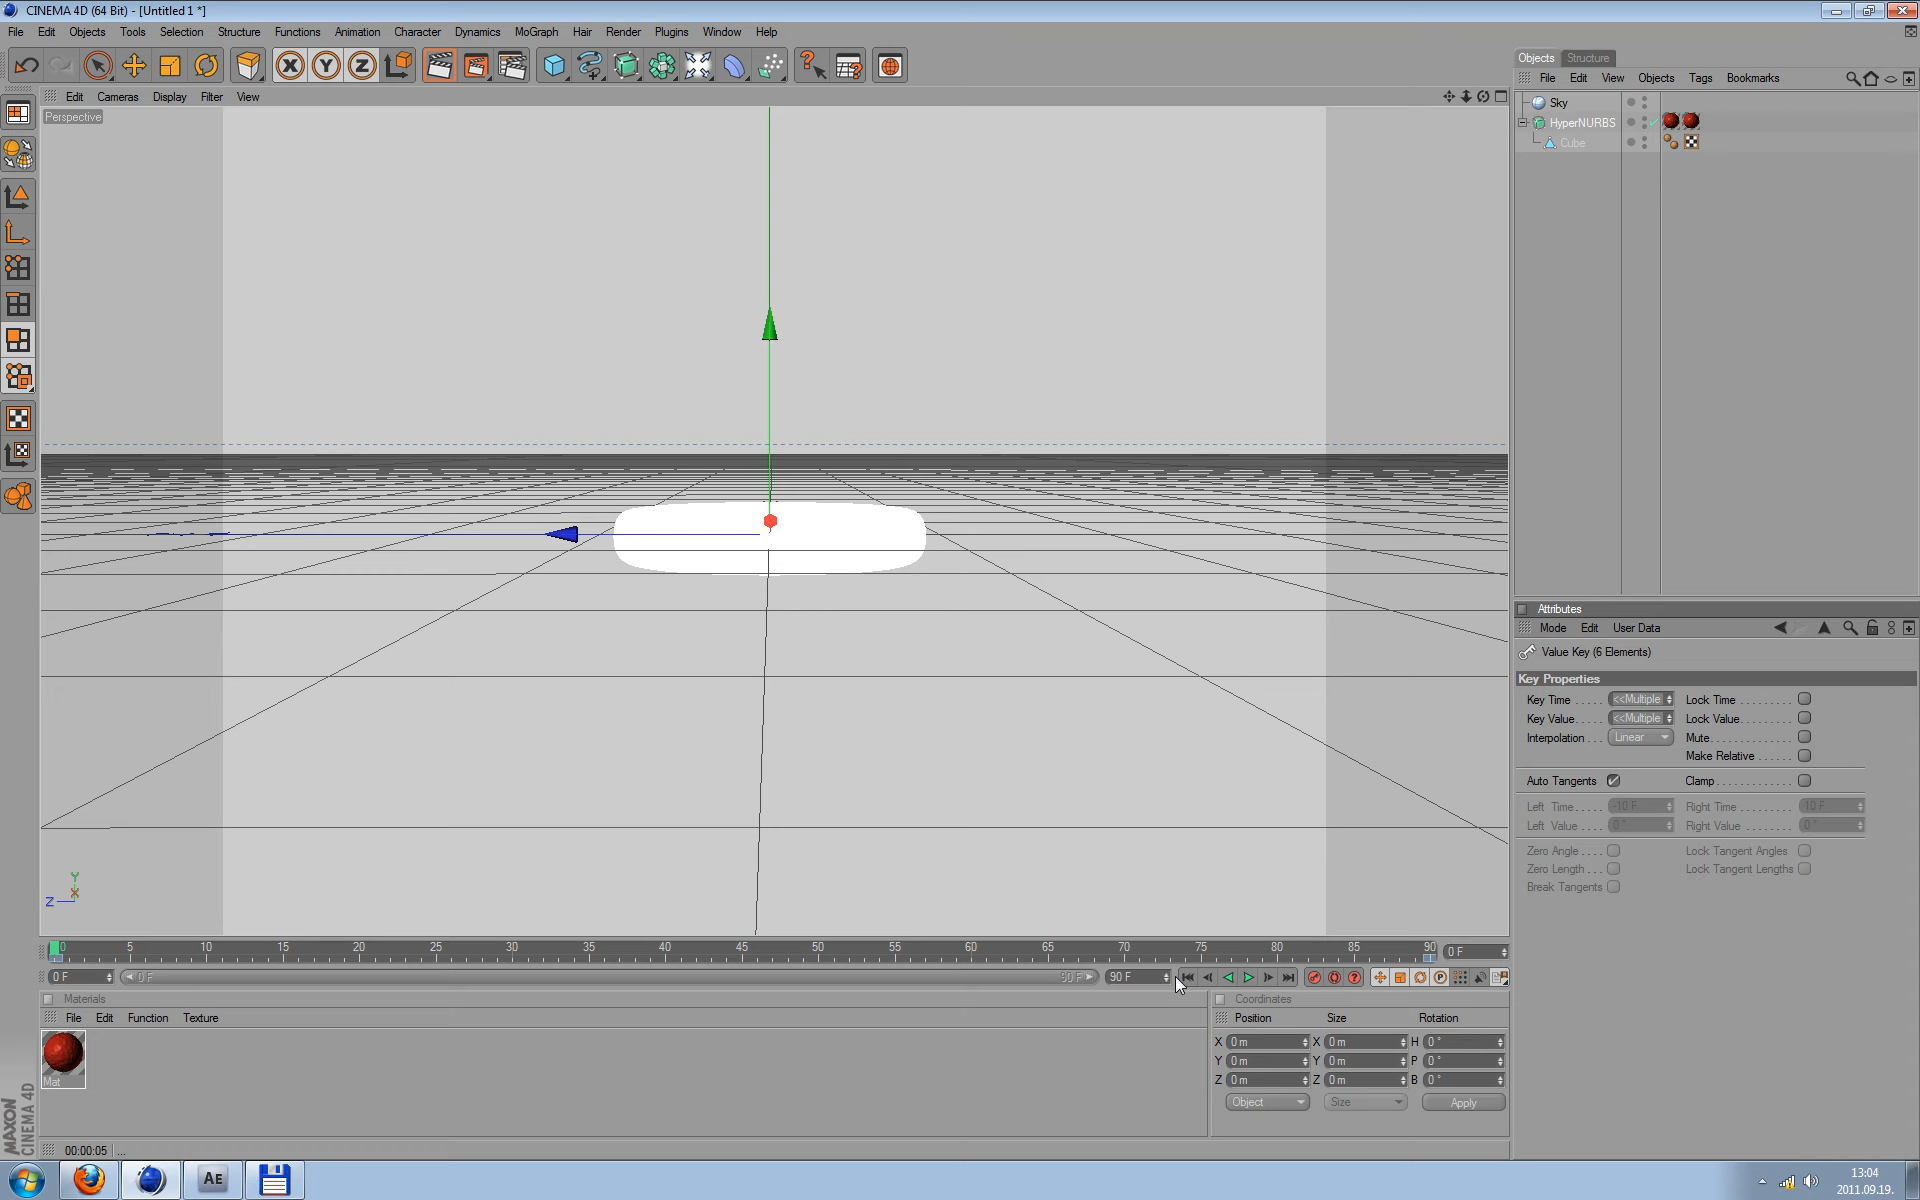 CINEMA 4D (64 Bit) - [Untitled 1 *]
File Edit Objects Tools Selection Structure Functions Animation Character Dynamics MoGraph Hair Render Plugins Window Help
X Y Z
Edit Cameras Display Filter View
Perspective
Objects Structure
File Edit View Objects Tags Bookmarks
Sky
HyperNURBS
Cube
Attributes
Mode Edit User Data
Value Key (6 Elements)
Key Properties
Key Time . . . . . <<Multiple Lock Time . . . . . . . . .
Key Value. . . . . <<Multiple Lock Value. . . . . . . . .
Interpolation . . . Linear Mute. . . . . . . . . . . . .
Make Relative . . . . . .
Auto Tangents Clamp. . . . . . . . . . . . .
Left Time. . . . . -10 F Right Time . . . . . . . . 10 F
Left Value . . . . 0 ° Right Value . . . . . . . . 0 °
Zero Angle . . . . Lock Tangent Angles
Zero Length . . . Lock Tangent Lengths
Break Tangents
Y
X
Z
0 5 10 15 20 25 30 35 40 45 50 55 60 65 70 75 80 85 90 0 F
0 F 0 F 90 F 90 F
Materials
File Edit Function Texture
Mat
Coordinates
Position Size Rotation
X 0 m X 0 m H 0 °
Y 0 m Y 0 m P 0 °
Z 0 m Z 0 m B 0 °
Object Size Apply
MAXON
CINEMA 4D
00:00:05 ...
AE
13:04
2011.09.19.